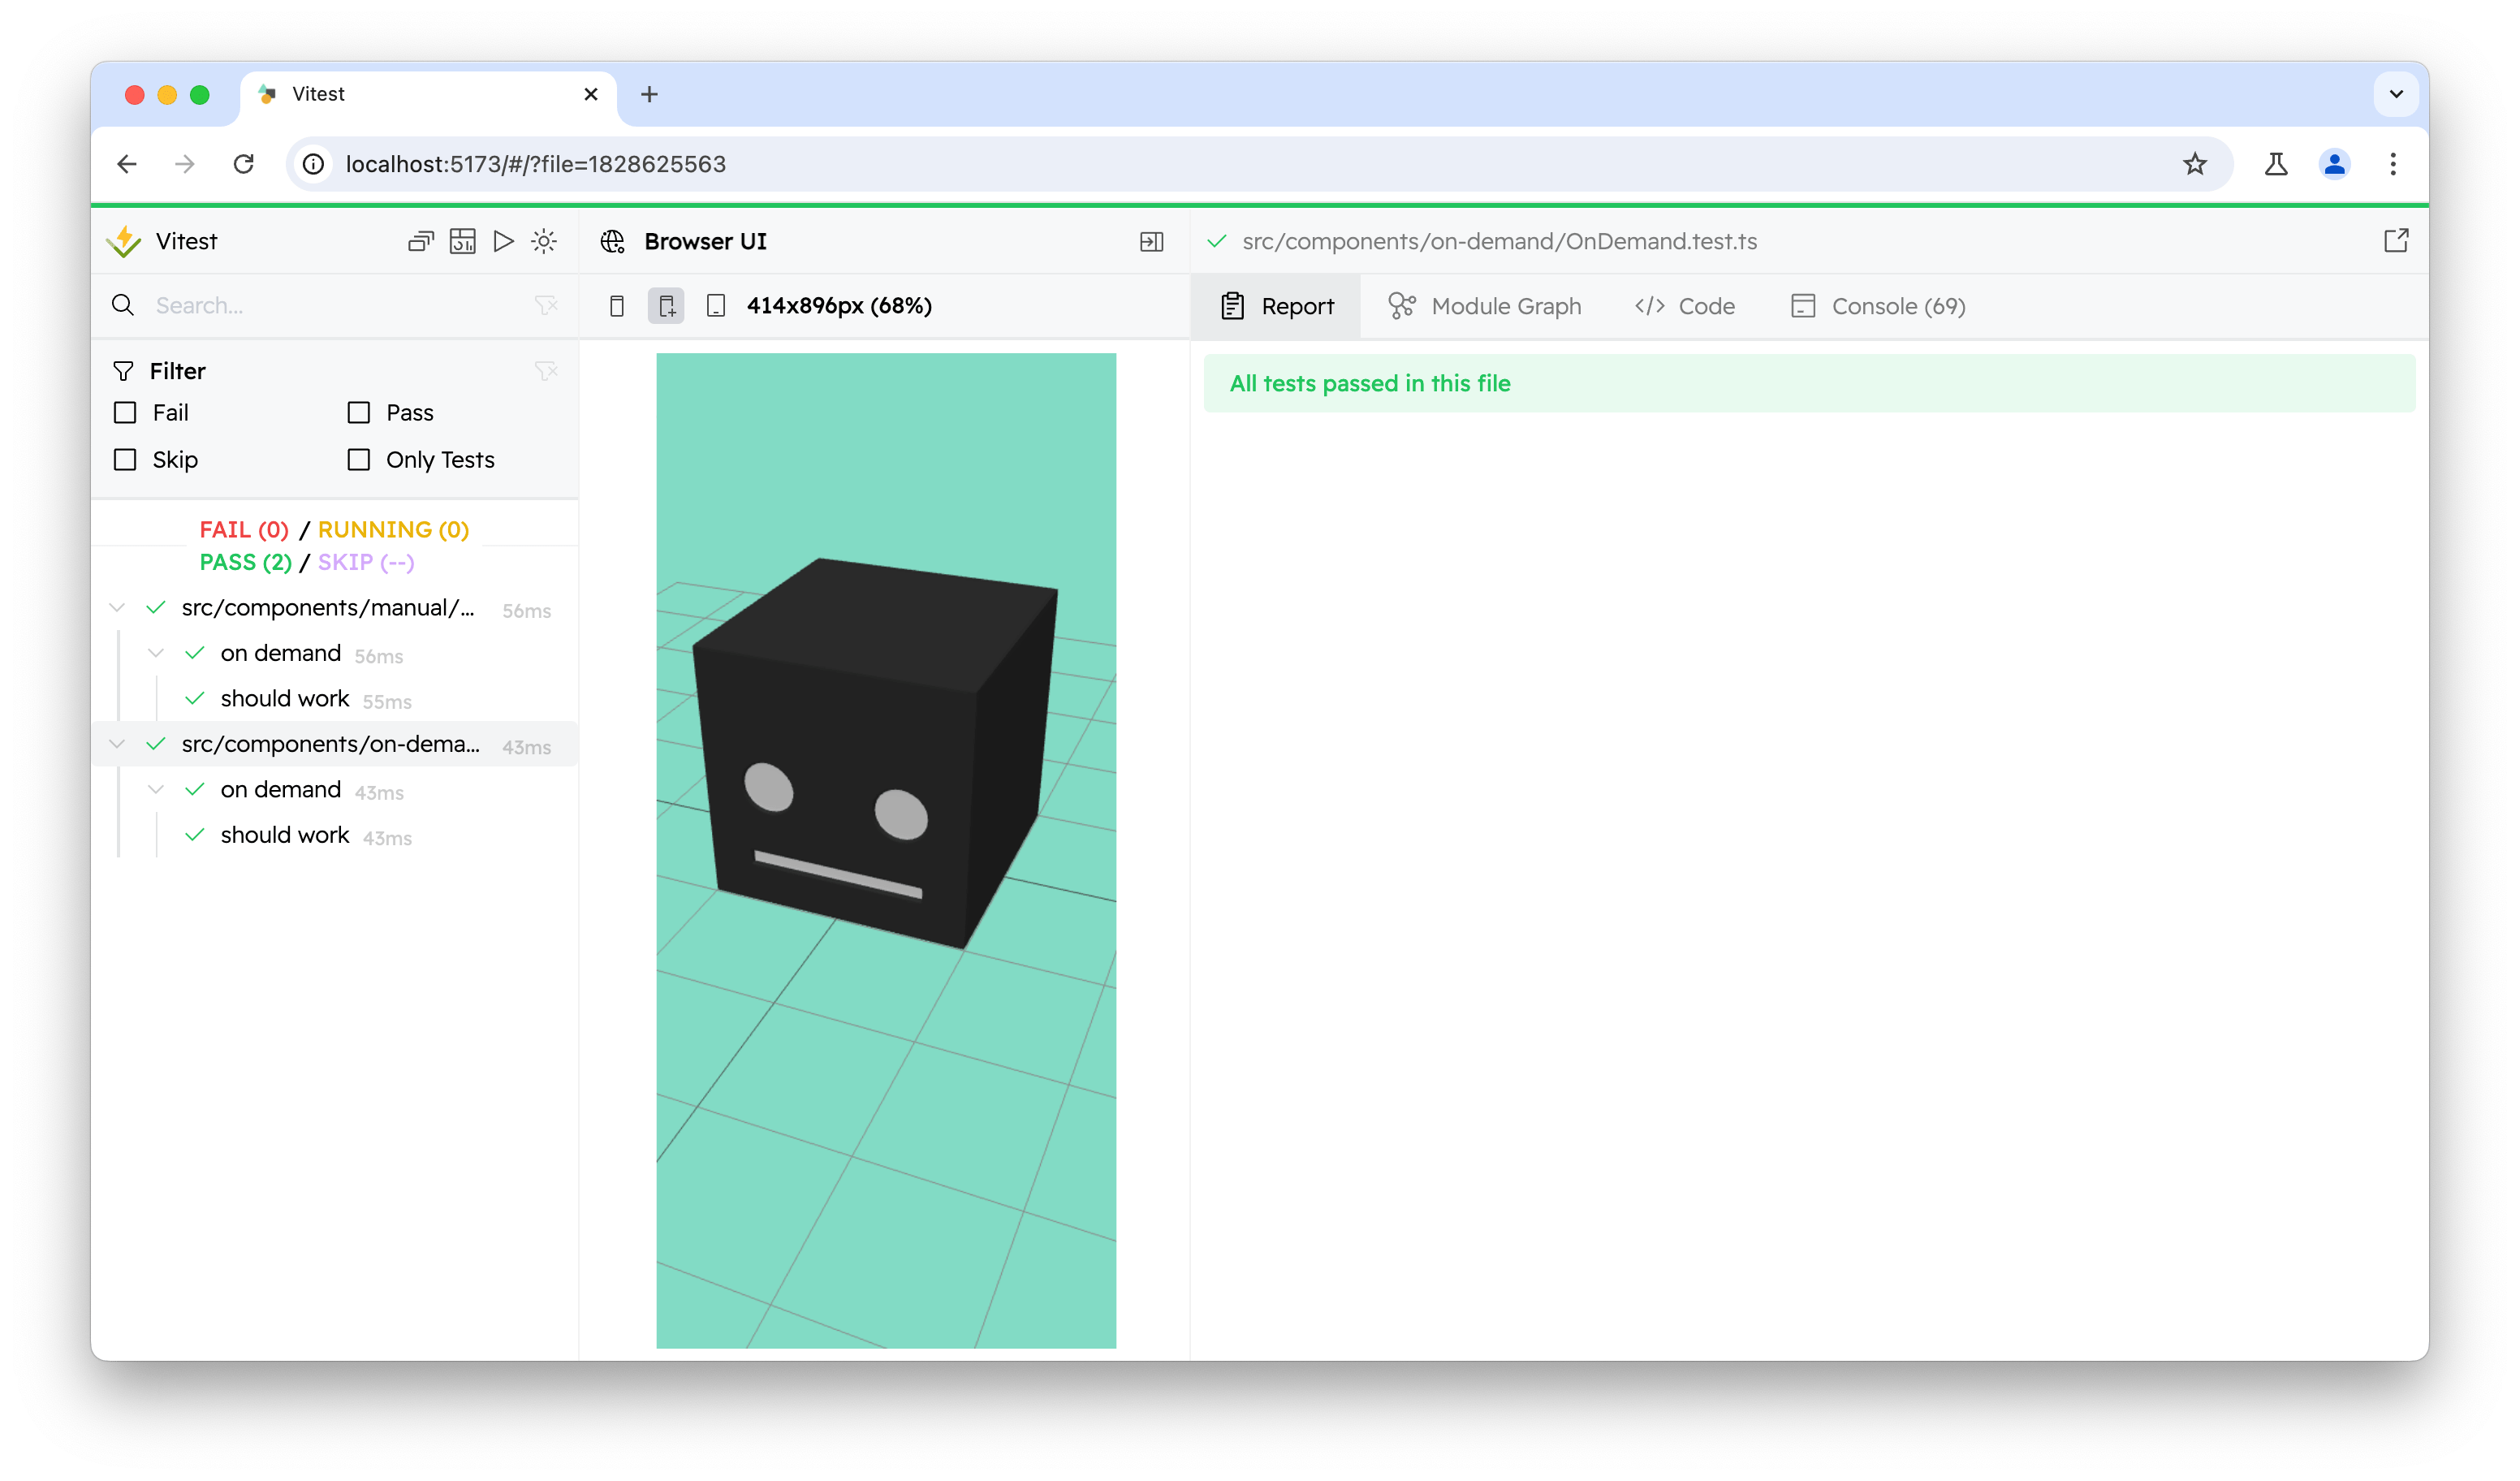 Vitest
localhost:5173/#/?file=1828625563
Vitest
Search...
Filter
Fail
Pass
Skip
Only Tests
FAIL (0) / RUNNING (0)
PASS (2) / SKIP (--)
src/components/manual/... 56ms
on demand 56ms
should work 55ms
src/components/on-dema... 43ms
on demand 43ms
should work 43ms
Browser UI
414x896px (68%)
src/components/on-demand/OnDemand.test.ts
Report
Module Graph
Code
Console (69)
All tests passed in this file